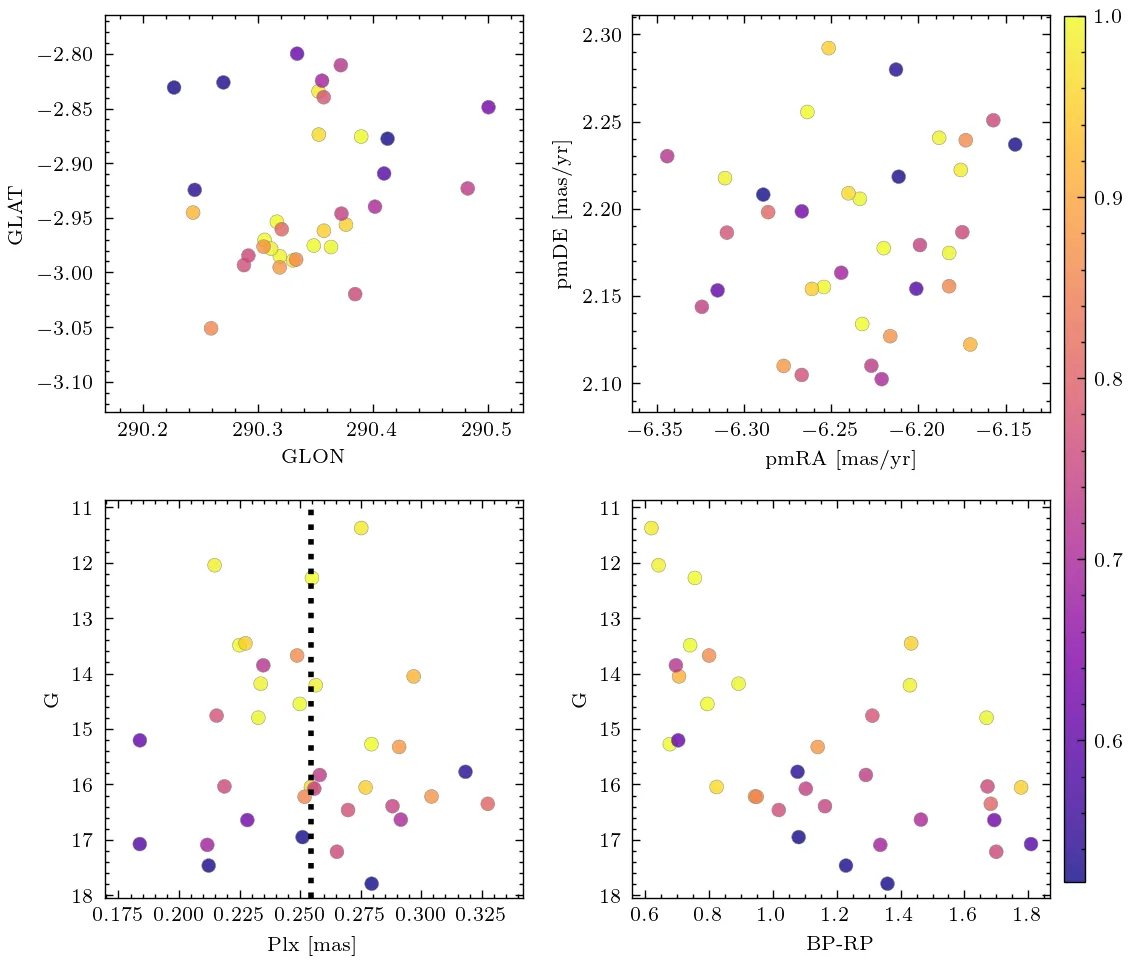 −2.80
−2.85
−2.90
−2.95
−3.00
−3.05
−3.10
GLAT
290.2 290.3 290.4 290.5
GLON
2.30
2.25
2.20
2.15
2.10
pmDE [mas/yr]
−6.35 −6.30 −6.25 −6.20 −6.15
pmRA [mas/yr]
1.0
0.9
0.8
0.7
0.6
11
12
13
14
15
16
17
18
G
0.175 0.200 0.225 0.250 0.275 0.300 0.325
Plx [mas]
11
12
13
14
15
16
17
18
G
0.6 0.8 1.0 1.2 1.4 1.6 1.8
BP-RP